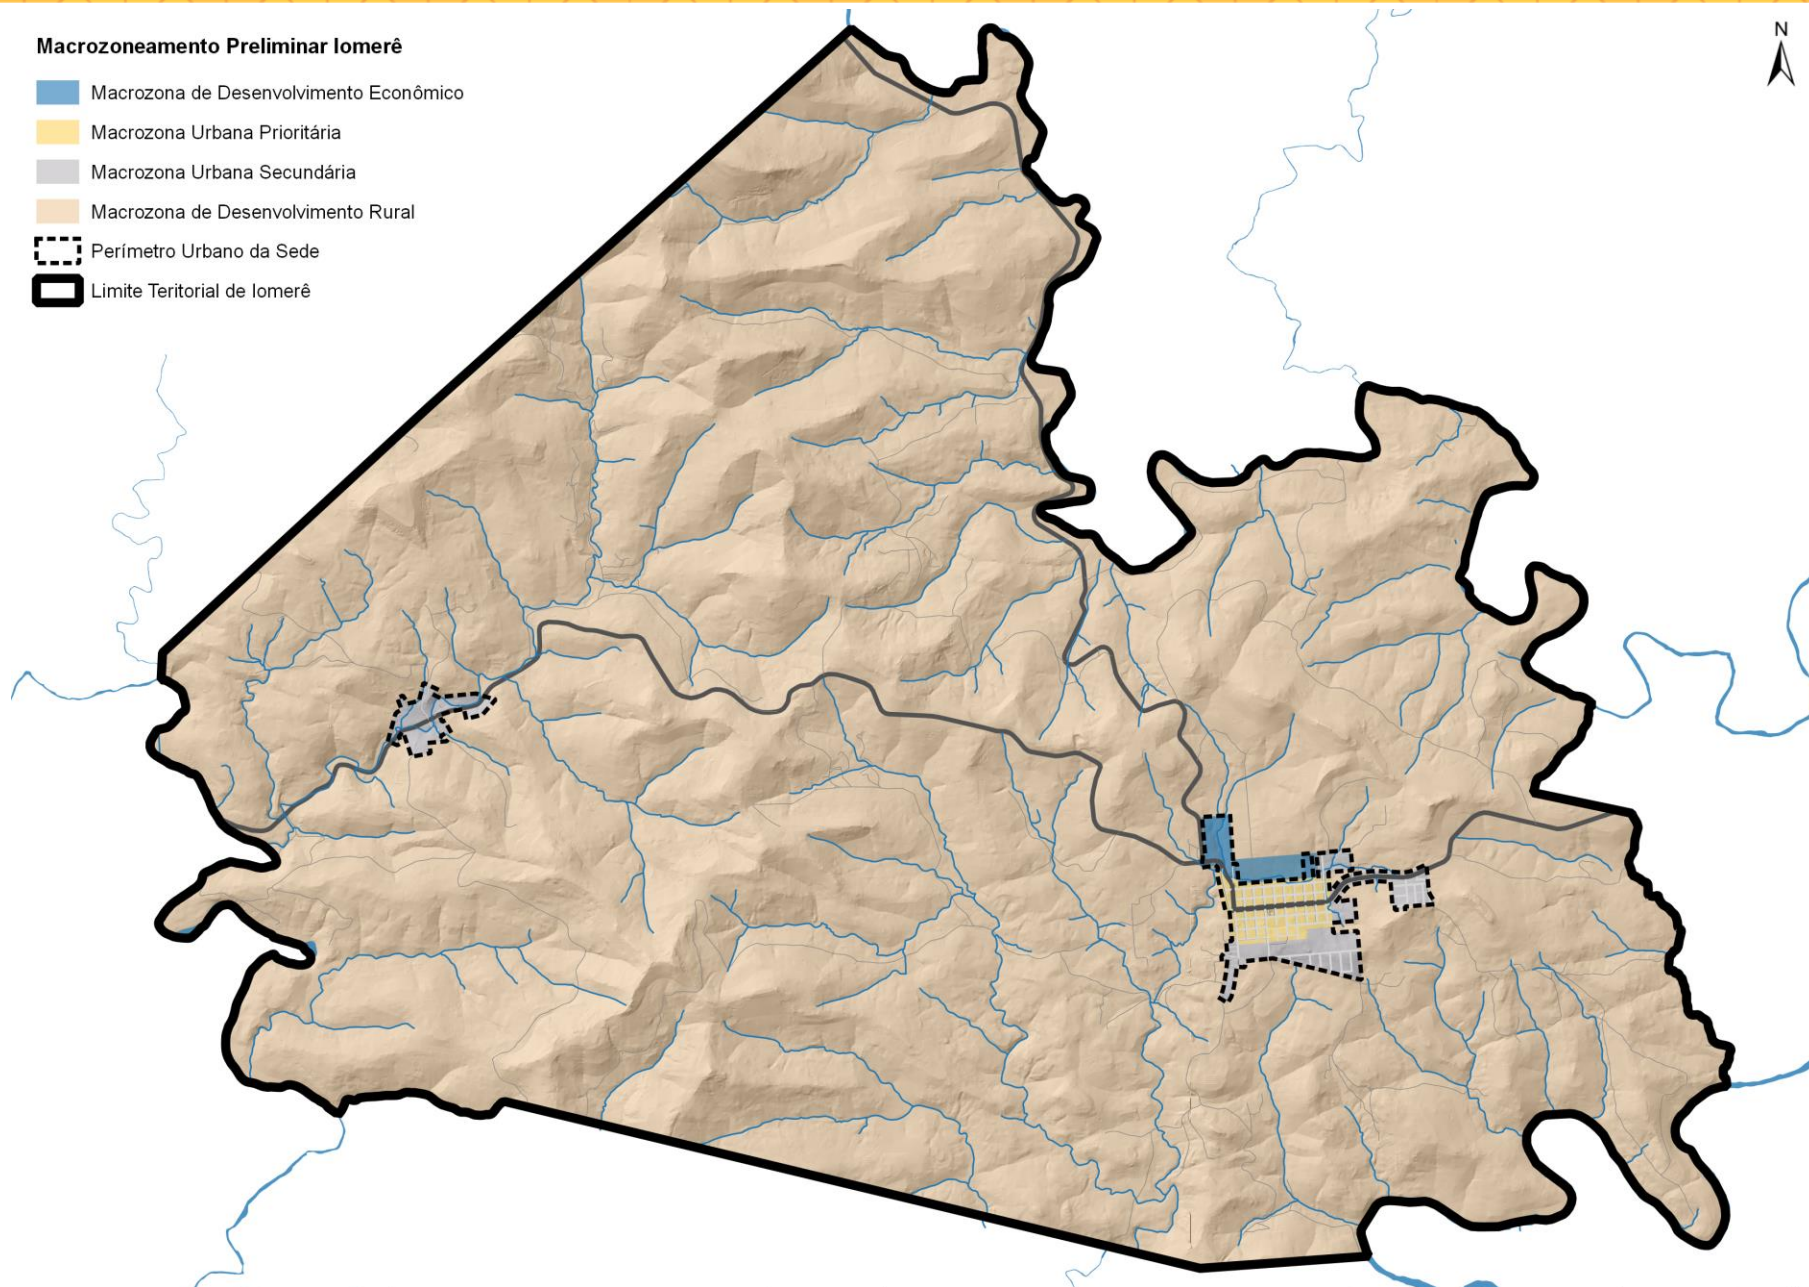 Macrozoneamento Preliminar Iomerê
Macrozona de Desenvolvimento Econômico
Macrozona Urbana Prioritária
Macrozona Urbana Secundária
Macrozona de Desenvolvimento Rural
Perímetro Urbano da Sede
Limite Teritorial de Iomerê
N